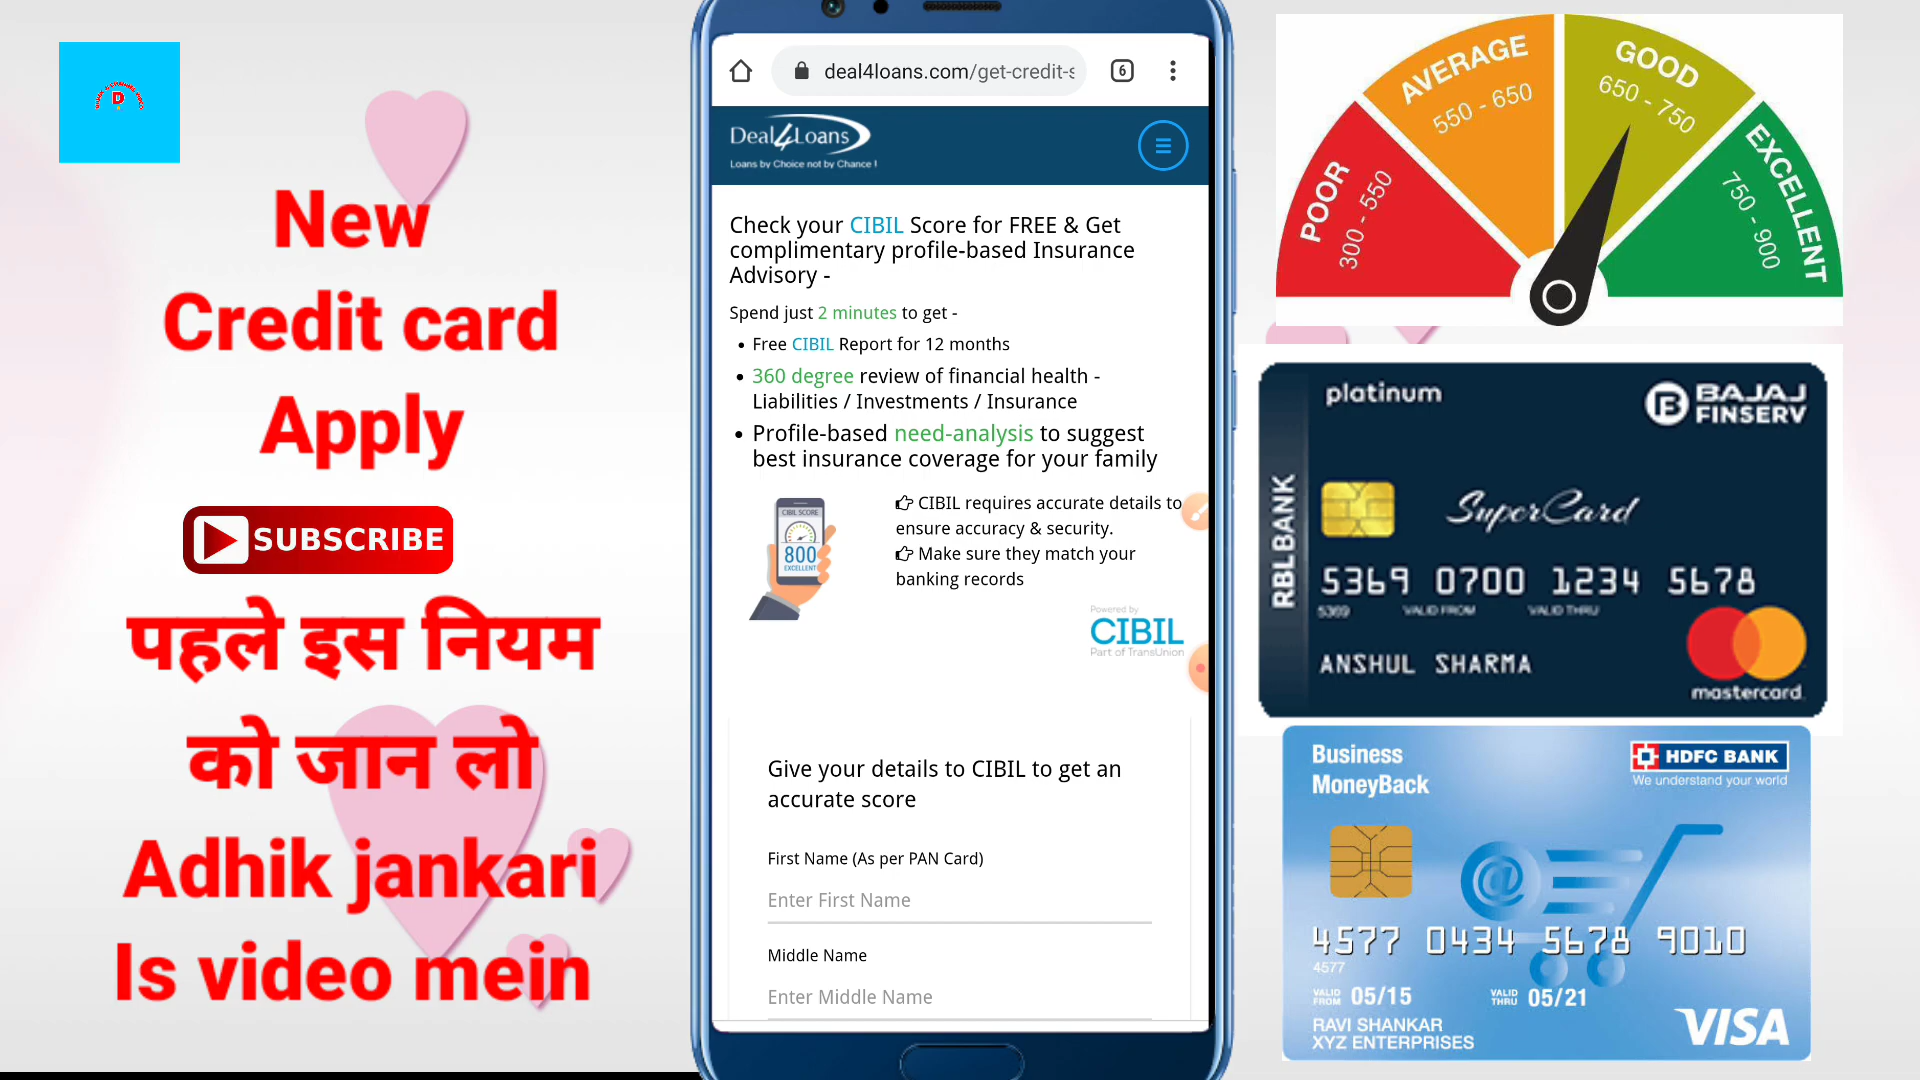 D
New
Credit card
Apply
SUBSCRIBE
पहले इस नियम
को जान लो
Adhik jankari
Is video mein
deal4loans.com/get-credit-s
6
Deal4Loans
Loans by Choice not by Chance !
Check your CIBIL Score for FREE & Get
complimentary profile-based Insurance
Advisory -
Spend just 2 minutes to get -
• Free CIBIL Report for 12 months
• 360 degree review of financial health -
Liabilities / Investments / Insurance
• Profile-based need-analysis to suggest
best insurance coverage for your family
CIBIL SCORE
800
EXCELLENT
CIBIL requires accurate details to
ensure accuracy & security.
Make sure they match your
banking records
Powered by
CIBIL
Part of TransUnion
Give your details to CIBIL to get an
accurate score
First Name (As per PAN Card)
Enter First Name
Middle Name
Enter Middle Name
POOR
300 - 550
AVERAGE
550 - 650
GOOD
650 - 750
EXCELLENT
750 - 900
platinum
BAJAJ
FINSERV
RBL BANK
SuperCard
5369 0700 1234 5678
5369 VALID FROM VALID THRU
ANSHUL SHARMA
mastercard
Business
MoneyBack
HDFC BANK
We understand your world
@
4577 0434 5678 9010
4577
VALID FROM 05/15 VALID THRU 05/21
RAVI SHANKAR
XYZ ENTERPRISES
VISA